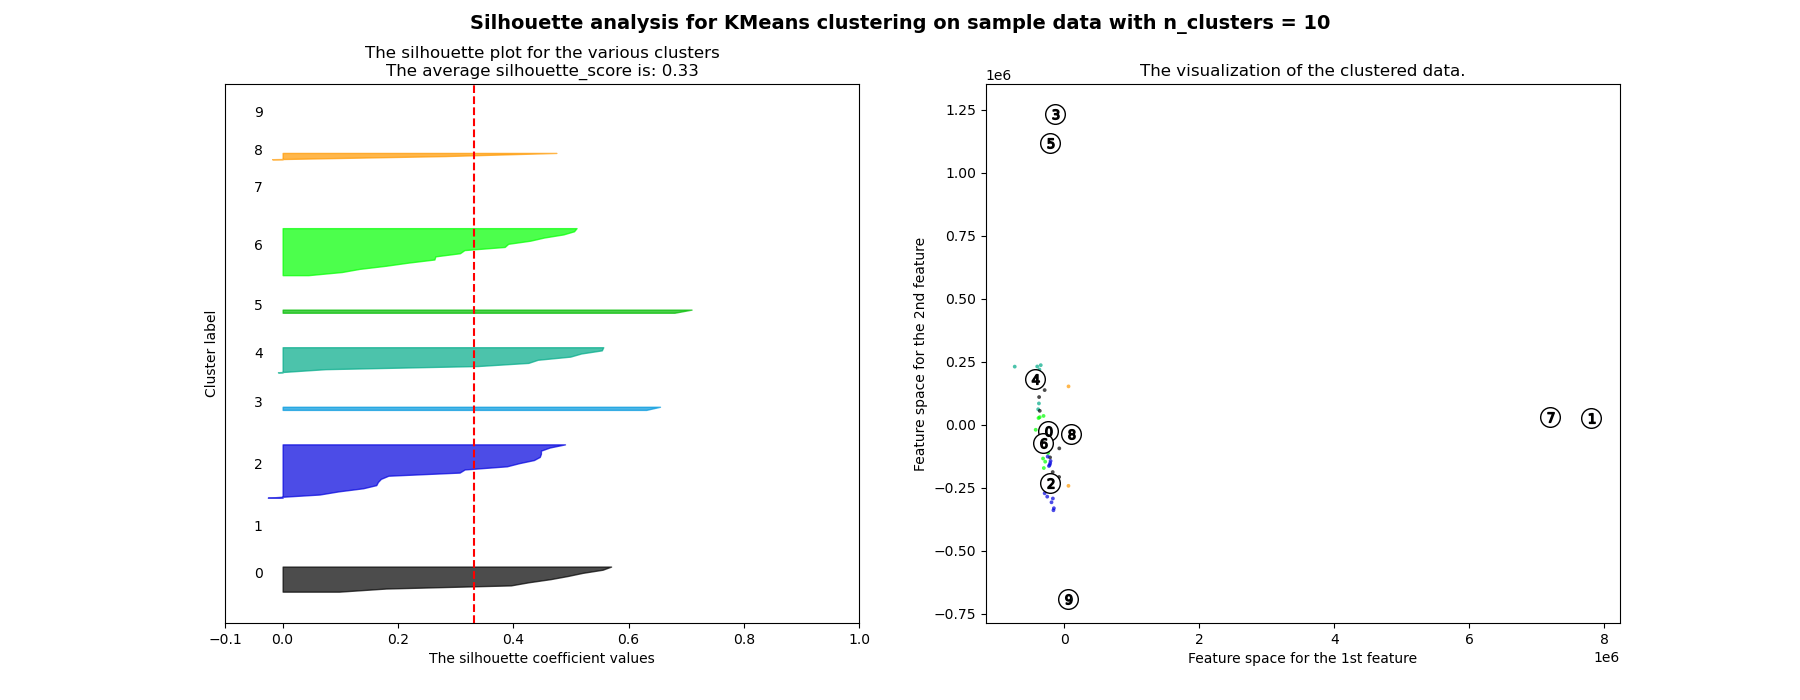 Silhouette analysis for KMeans clustering on sample data with n_clusters = 10
The silhouette plot for the various clusters
The average silhouette_score is: 0.33
9
8
7
6
5
4
3
2
1
0
Cluster label
−0.1 0.0 0.2 0.4 0.6 0.8 1.0
The silhouette coefficient values
The visualization of the clustered data.
1e6
1.25
1.00
0.75
0.50
0.25
0.00
−0.25
−0.50
−0.75
Feature space for the 2nd feature
3
5
4
7 1
0 8
6
2
9
0 2 4 6 8
1e6
Feature space for the 1st feature